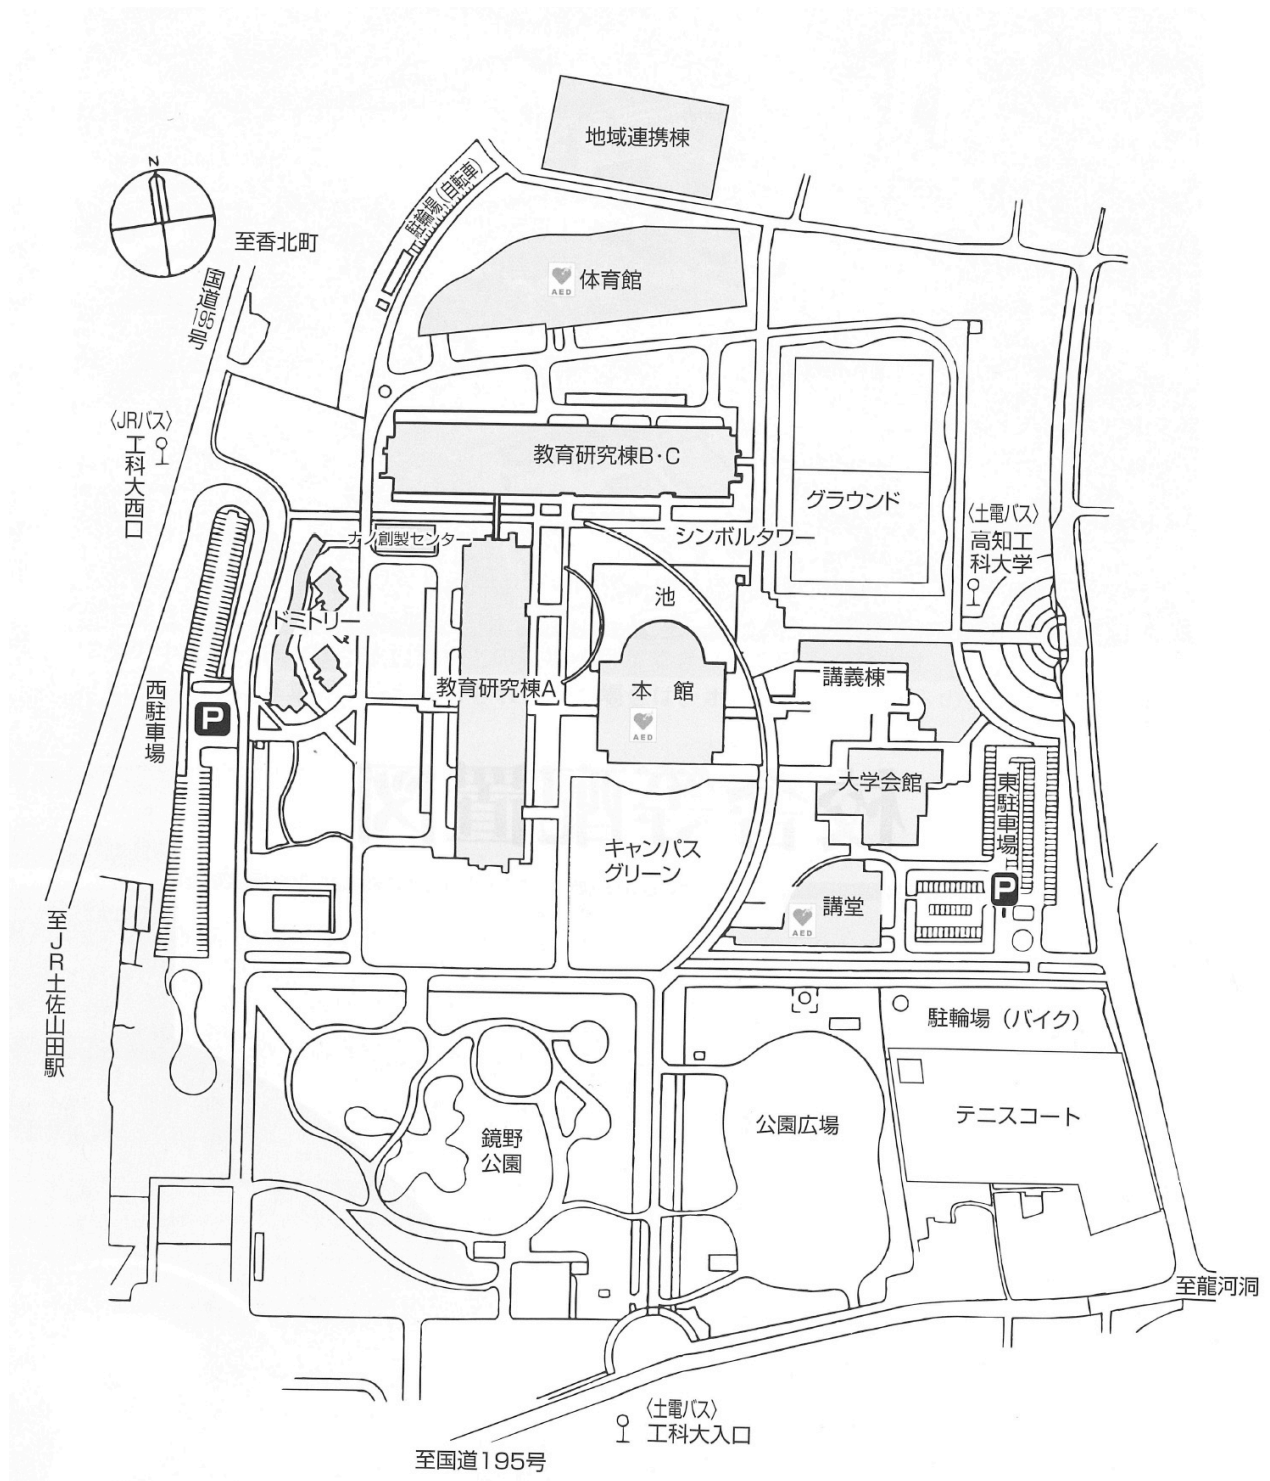 地域連携棟
N
駐輪場(自転車)
至香北町
国道195号
AED
体育館
〈JRバス〉
工科大西口
教育研究棟B・C
グラウンド
〈土電バス〉
高知工
科大学
ナノ創製センター
シンボルタワー
池
ドミトリー
教育研究棟A
本 館
AED
講義棟
西駐車場
P
大学会館
東駐車場
キャンパス
グリーン
P
講堂
AED
至JR土佐山田駅
駐輪場(バイク)
テニスコート
公園広場
鏡野
公園
至龍河洞
〈土電バス〉
工科大入口
至国道195号